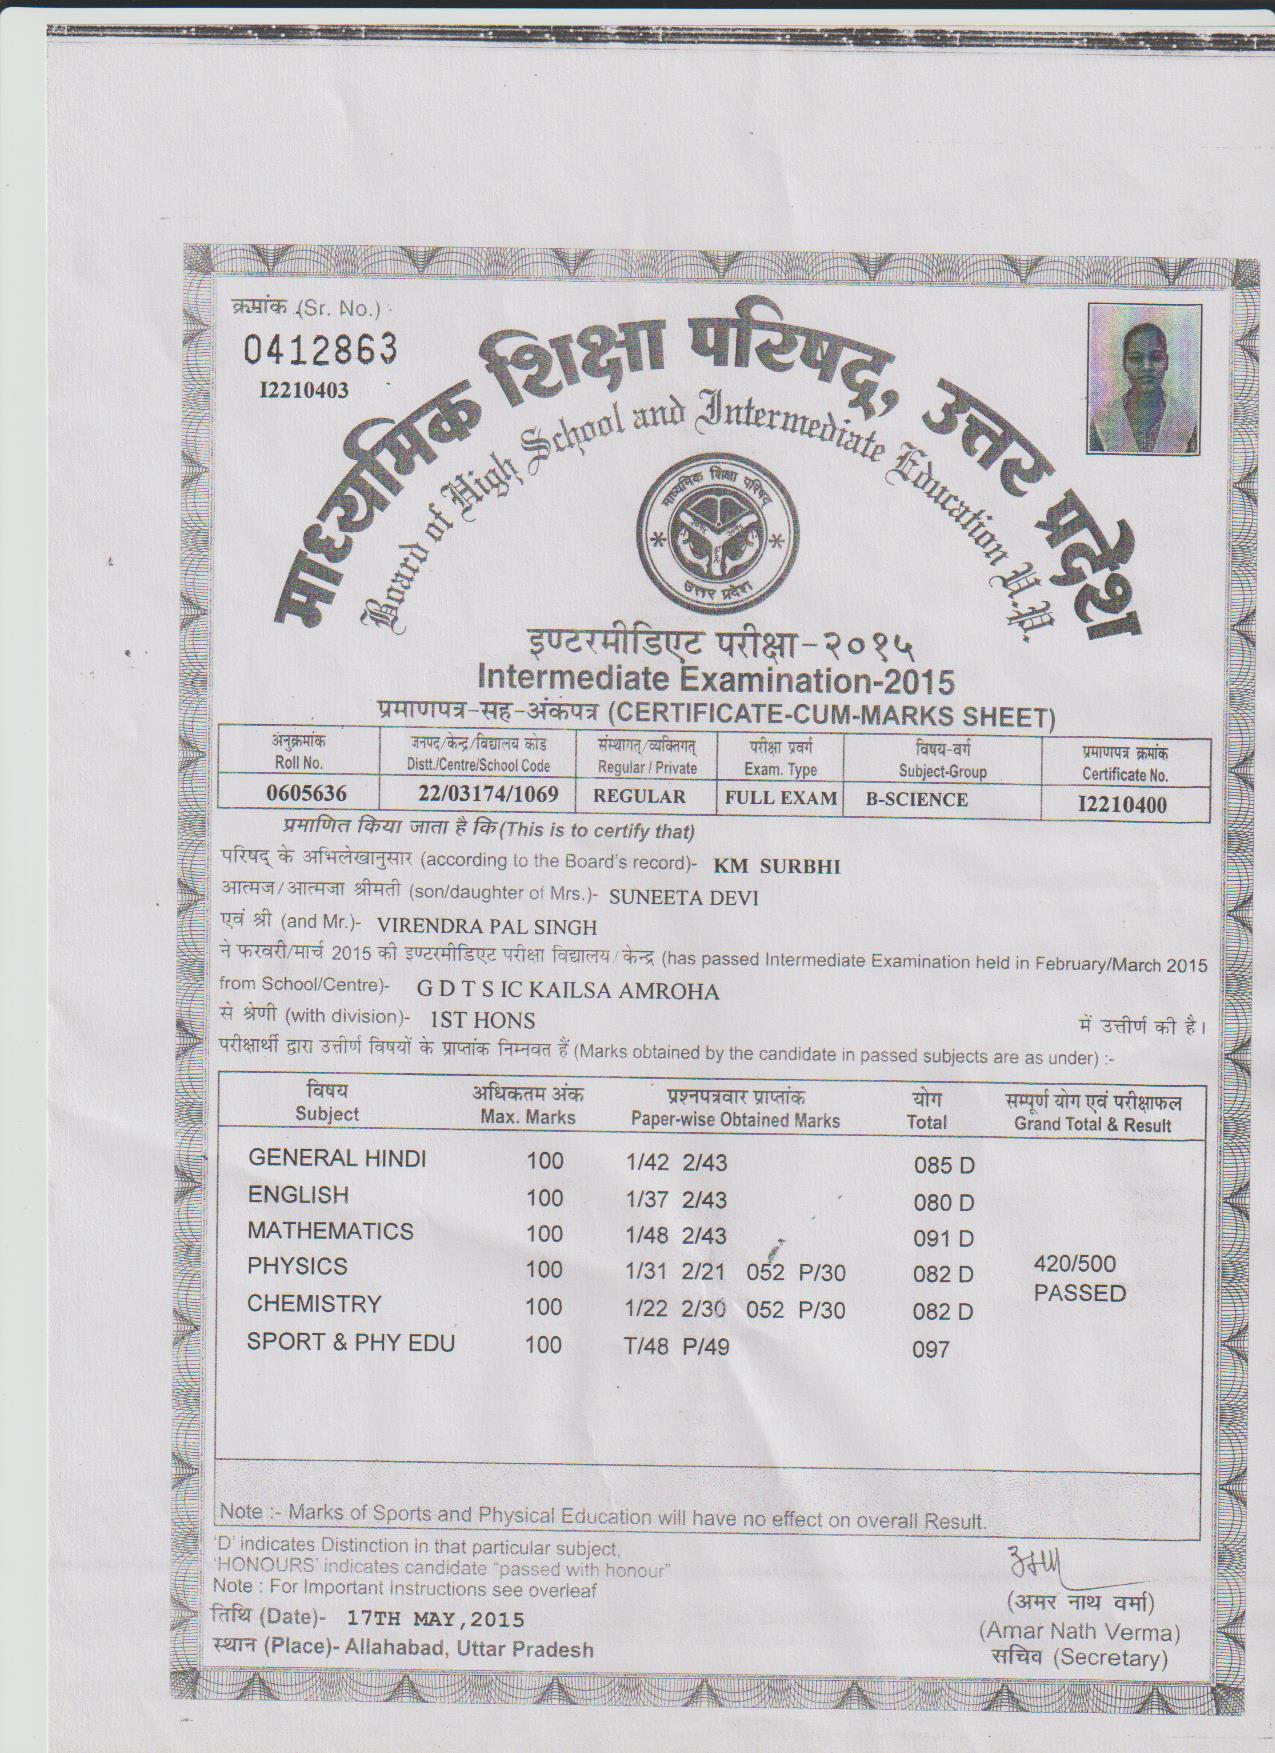 क्रमांक (Sr. No.)
0412863
I2210403
माध्यमिक शिक्षा परिषद्, उत्तर प्रदेश
Board of High School and Intermediate Education U.P.
माध्यमिक शिक्षा परिषद्
उत्तर प्रदेश
इण्टरमीडिएट परीक्षा-२०१५
Intermediate Examination-2015
प्रमाणपत्र-सह-अंकपत्र (CERTIFICATE-CUM-MARKS SHEET)
अनुक्रमांक जनपद/केन्द्र/विद्यालय कोड संस्थागत्/व्यक्तिगत् परीक्षा प्रवर्ग विषय-वर्ग प्रमाणपत्र क्रमांक
Roll No. Distt./Centre/School Code Regular / Private Exam. Type Subject-Group Certificate No.
0605636 22/03174/1069 REGULAR FULL EXAM B-SCIENCE I2210400
प्रमाणित किया जाता है कि (This is to certify that)
परिषद् के अभिलेखानुसार (according to the Board's record)- KM SURBHI
आत्मज/आत्मजा श्रीमती (son/daughter of Mrs.)- SUNEETA DEVI
एवं श्री (and Mr.)- VIRENDRA PAL SINGH
ने फरवरी/मार्च 2015 की इण्टरमीडिएट परीक्षा विद्यालय/केन्द्र (has passed Intermediate Examination held in February/March 2015
from School/Centre)- G D T S IC KAILSA AMROHA
से श्रेणी (with division)- 1ST HONS में उत्तीर्ण की है।
परीक्षार्थी द्वारा उत्तीर्ण विषयों के प्राप्तांक निम्नवत हैं (Marks obtained by the candidate in passed subjects are as under) :-
विषय अधिकतम अंक प्रश्नपत्रवार प्राप्तांक योग सम्पूर्ण योग एवं परीक्षाफल
Subject Max. Marks Paper-wise Obtained Marks Total Grand Total & Result
GENERAL HINDI 100 1/42 2/43 085 D
ENGLISH 100 1/37 2/43 080 D
MATHEMATICS 100 1/48 2/43 091 D
PHYSICS 100 1/31 2/21 052 P/30 082 D 420/500
PASSED
CHEMISTRY 100 1/22 2/30 052 P/30 082 D
SPORT & PHY EDU 100 T/48 P/49 097
Note :- Marks of Sports and Physical Education will have no effect on overall Result.
'D' indicates Distinction in that particular subject,
'HONOURS' indicates candidate "passed with honour"
Note : For Important Instructions see overleaf
तिथि (Date)- 17TH MAY,2015
स्थान (Place)- Allahabad, Uttar Pradesh
(अमर नाथ वर्मा)
(Amar Nath Verma)
सचिव (Secretary)